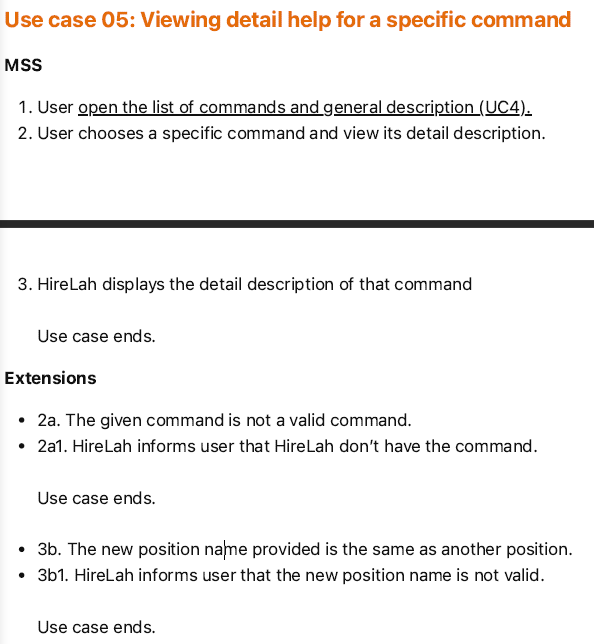 Use case 05: Viewing detail help for a specific command
MSS
1. User open the list of commands and general description (UC4).
2. User chooses a specific command and view its detail description.
3. HireLah displays the detail description of that command
Use case ends.
Extensions
• 2a. The given command is not a valid command.
• 2a1. HireLah informs user that HireLah don’t have the command.
Use case ends.
• 3b. The new position name provided is the same as another position.
• 3b1. HireLah informs user that the new position name is not valid.
Use case ends.